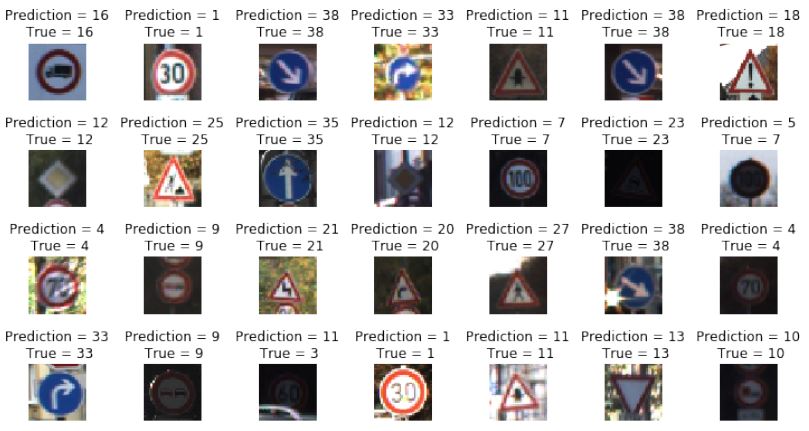 Prediction = 16 Prediction = 1 Prediction = 38 Prediction = 33 Prediction = 11 Prediction = 38 Prediction = 18
True = 16 True = 1 True = 38 True = 33 True = 11 True = 38 True = 18
30
Prediction = 12 Prediction = 25 Prediction = 35 Prediction = 12 Prediction = 7 Prediction = 23 Prediction = 5
True = 12 True = 25 True = 35 True = 12 True = 7 True = 23 True = 7
100
Prediction = 4 Prediction = 9 Prediction = 21 Prediction = 20 Prediction = 27 Prediction = 38 Prediction = 4
True = 4 True = 9 True = 21 True = 20 True = 27 True = 38 True = 4
70
Prediction = 33 Prediction = 9 Prediction = 11 Prediction = 1 Prediction = 11 Prediction = 13 Prediction = 10
True = 33 True = 9 True = 3 True = 1 True = 11 True = 13 True = 10
60 30